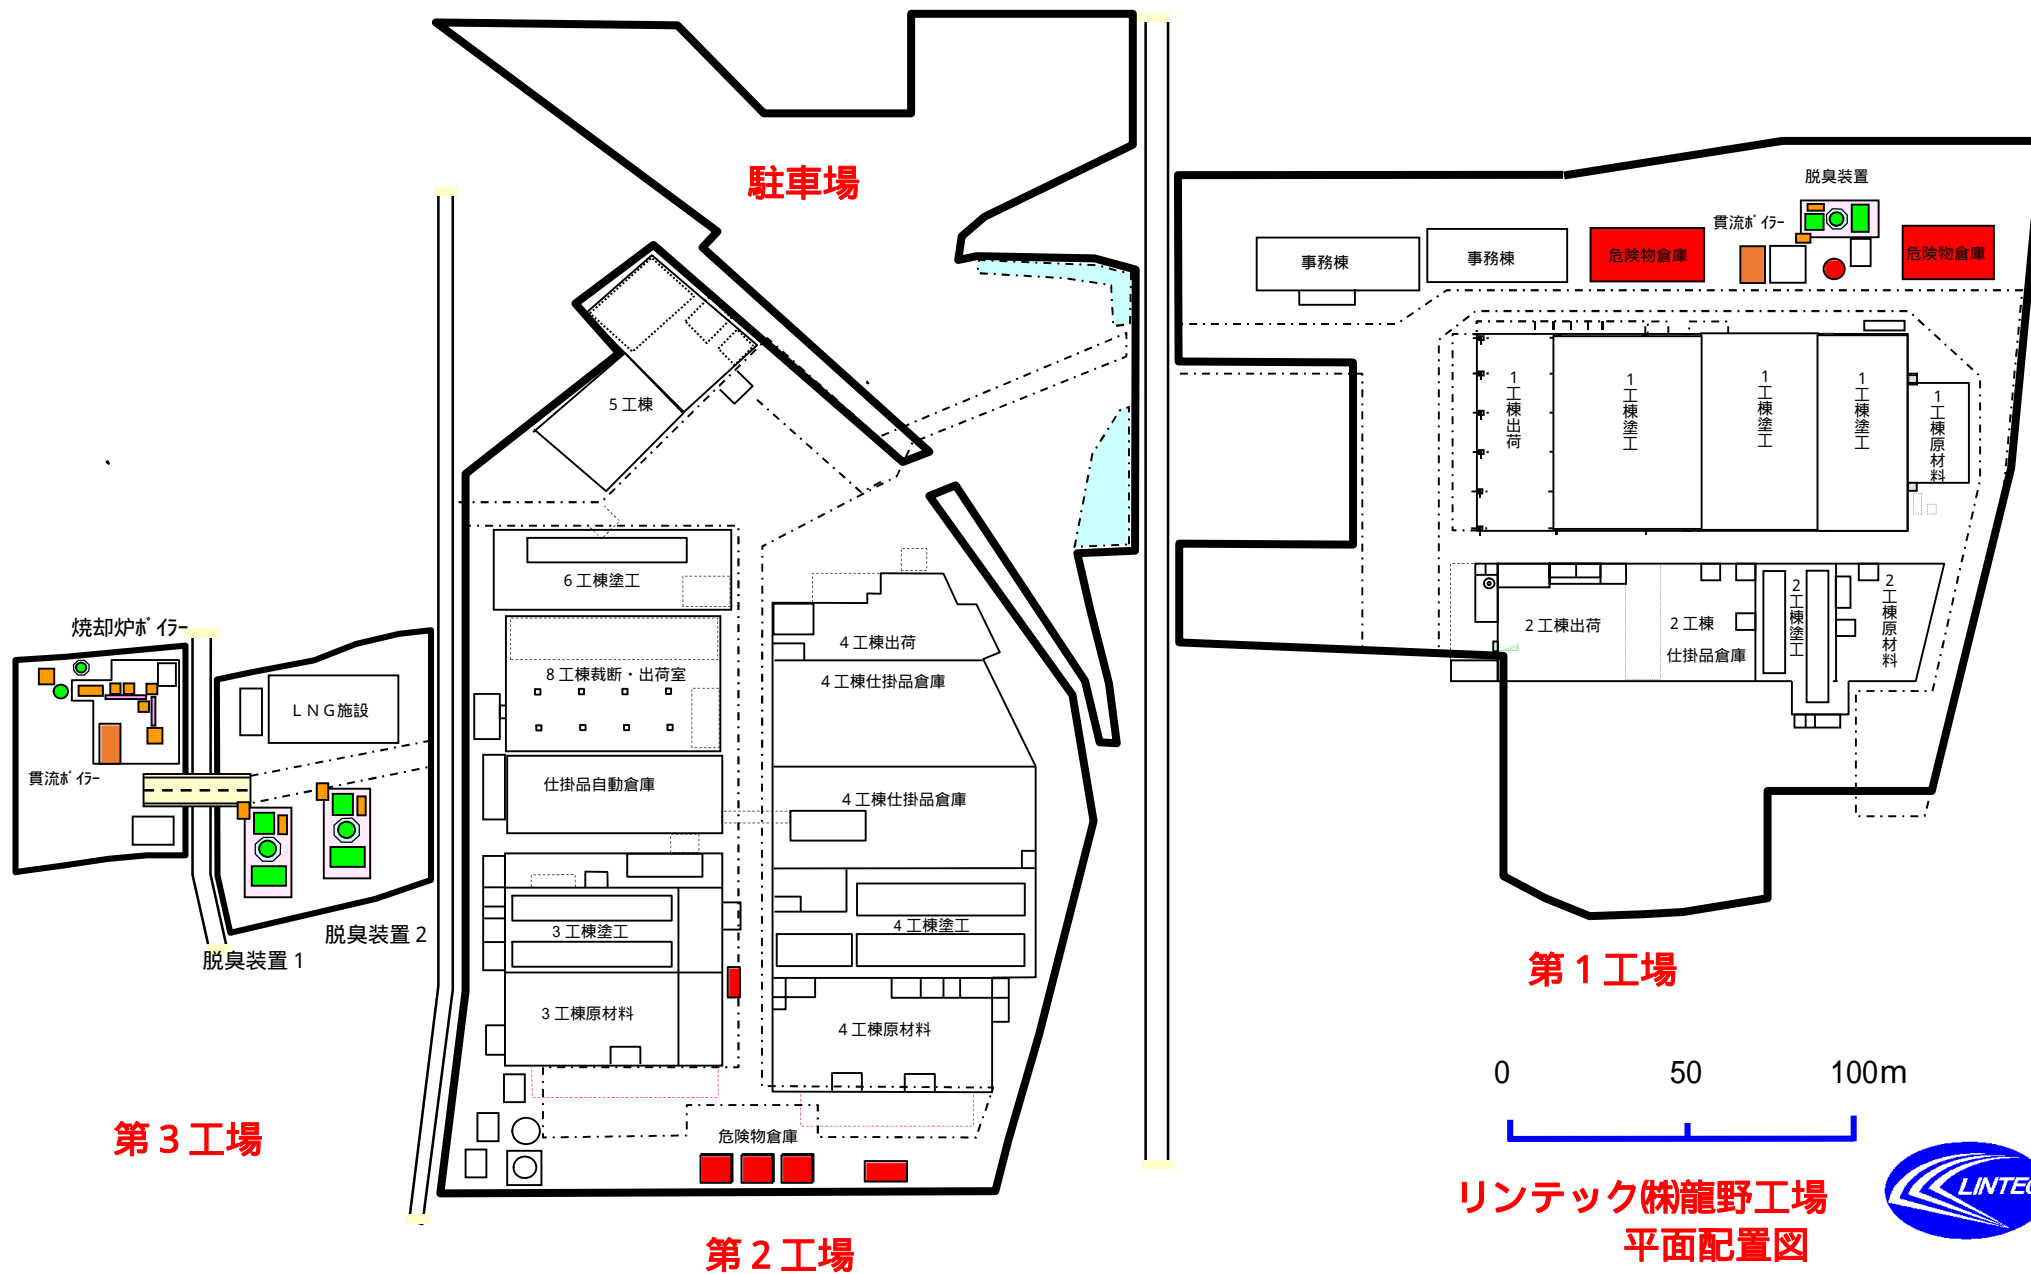 駐車場
脱臭装置
貫流ﾎﾞｲﾗｰ
事務棟
事務棟
危険物倉庫
危険物倉庫
1工棟出荷
1工棟塗工
1工棟塗工
1工棟塗工
1工棟原材料
2工棟出荷
2工棟
仕掛品倉庫
2工棟塗工
2工棟原材料
第1工場
5工棟
6工棟塗工
8工棟裁断・出荷室
仕掛品自動倉庫
3工棟塗工
3工棟原材料
4工棟出荷
4工棟仕掛品倉庫
4工棟仕掛品倉庫
4工棟塗工
4工棟原材料
危険物倉庫
第2工場
焼却炉ﾎﾞｲﾗｰ
LNG施設
貫流ﾎﾞｲﾗｰ
脱臭装置2
脱臭装置1
第3工場
0 50 100m
リンテック㈱龍野工場
平面配置図